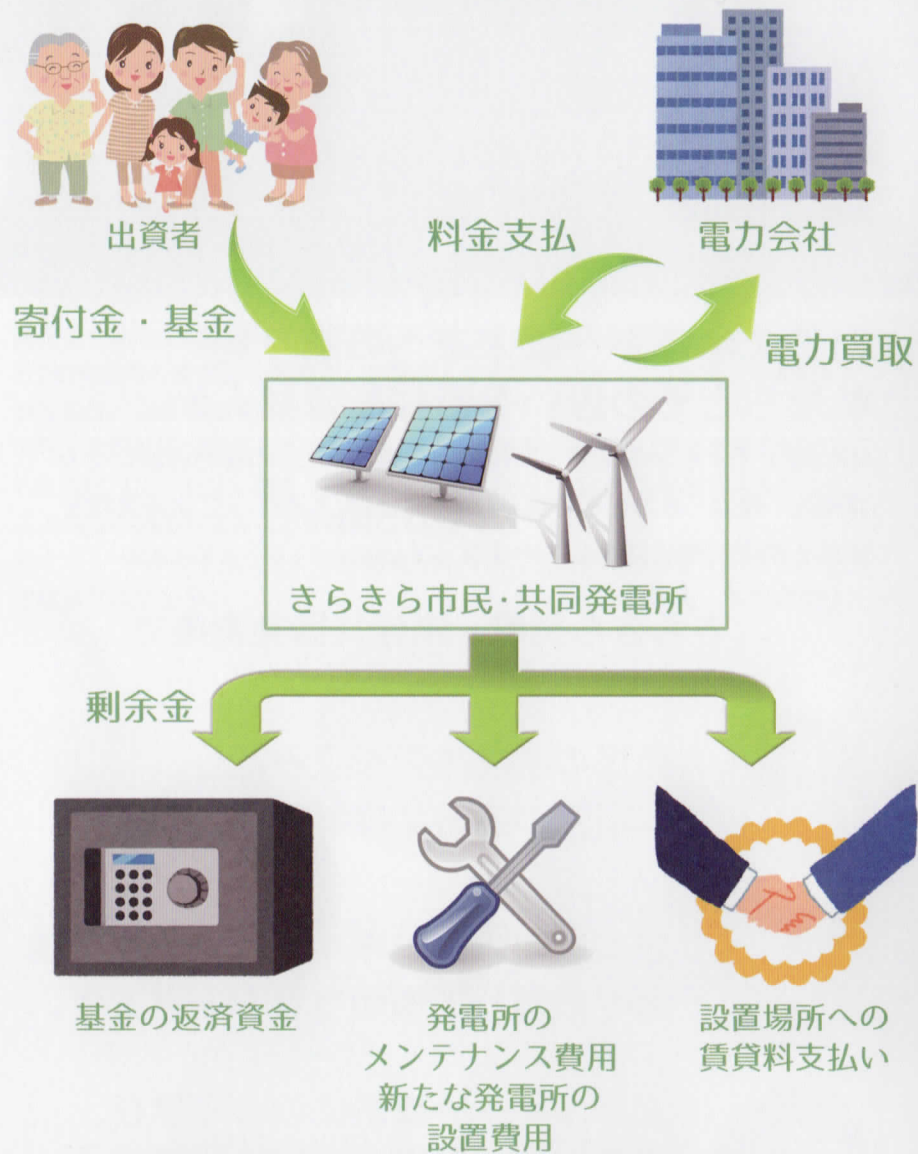 出資者
料金支払
電力会社
寄付金・基金
電力買取
きらきら市民・共同発電所
剰余金
基金の返済資金
発電所の
メンテナンス費用
新たな発電所の
設置費用
設置場所への
賃貸料支払い